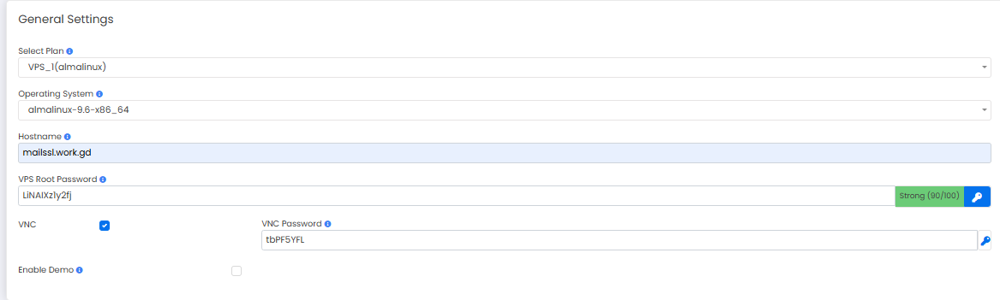 General Settings
Select Plan
VPS_1(almalinux)
Operating System
almalinux-9.6-x86_64
Hostname
mailssl.work.gd
VPS Root Password
LiNAIXz1y2fj
Strong (90/100)
VNC
VNC Password
tbPF5YFL
Enable Demo